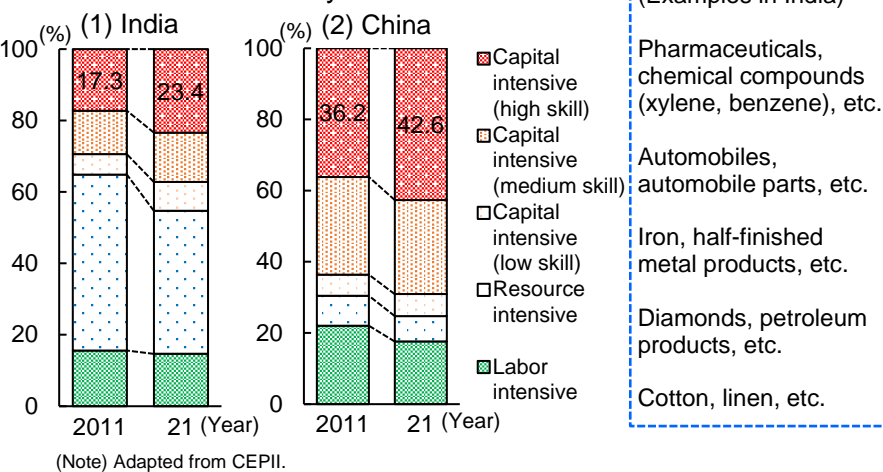 (1) India
(2) China
(%)
100
80
60
40
20
0
17.3
23.4
2011
21 (Year)
(%)
100
80
60
40
20
0
36.2
42.6
2011
21 (Year)
Capital
intensive
(high skill)
Capital
intensive
(medium skill)
Capital
intensive
(low skill)
Resource
intensive
Labor
intensive
(Examples in India)
Pharmaceuticals,
chemical compounds
(xylene, benzene), etc.
Automobiles,
automobile parts, etc.
Iron, half-finished
metal products, etc.
Diamonds, petroleum
products, etc.
Cotton, linen, etc.
(Note) Adapted from CEPII.